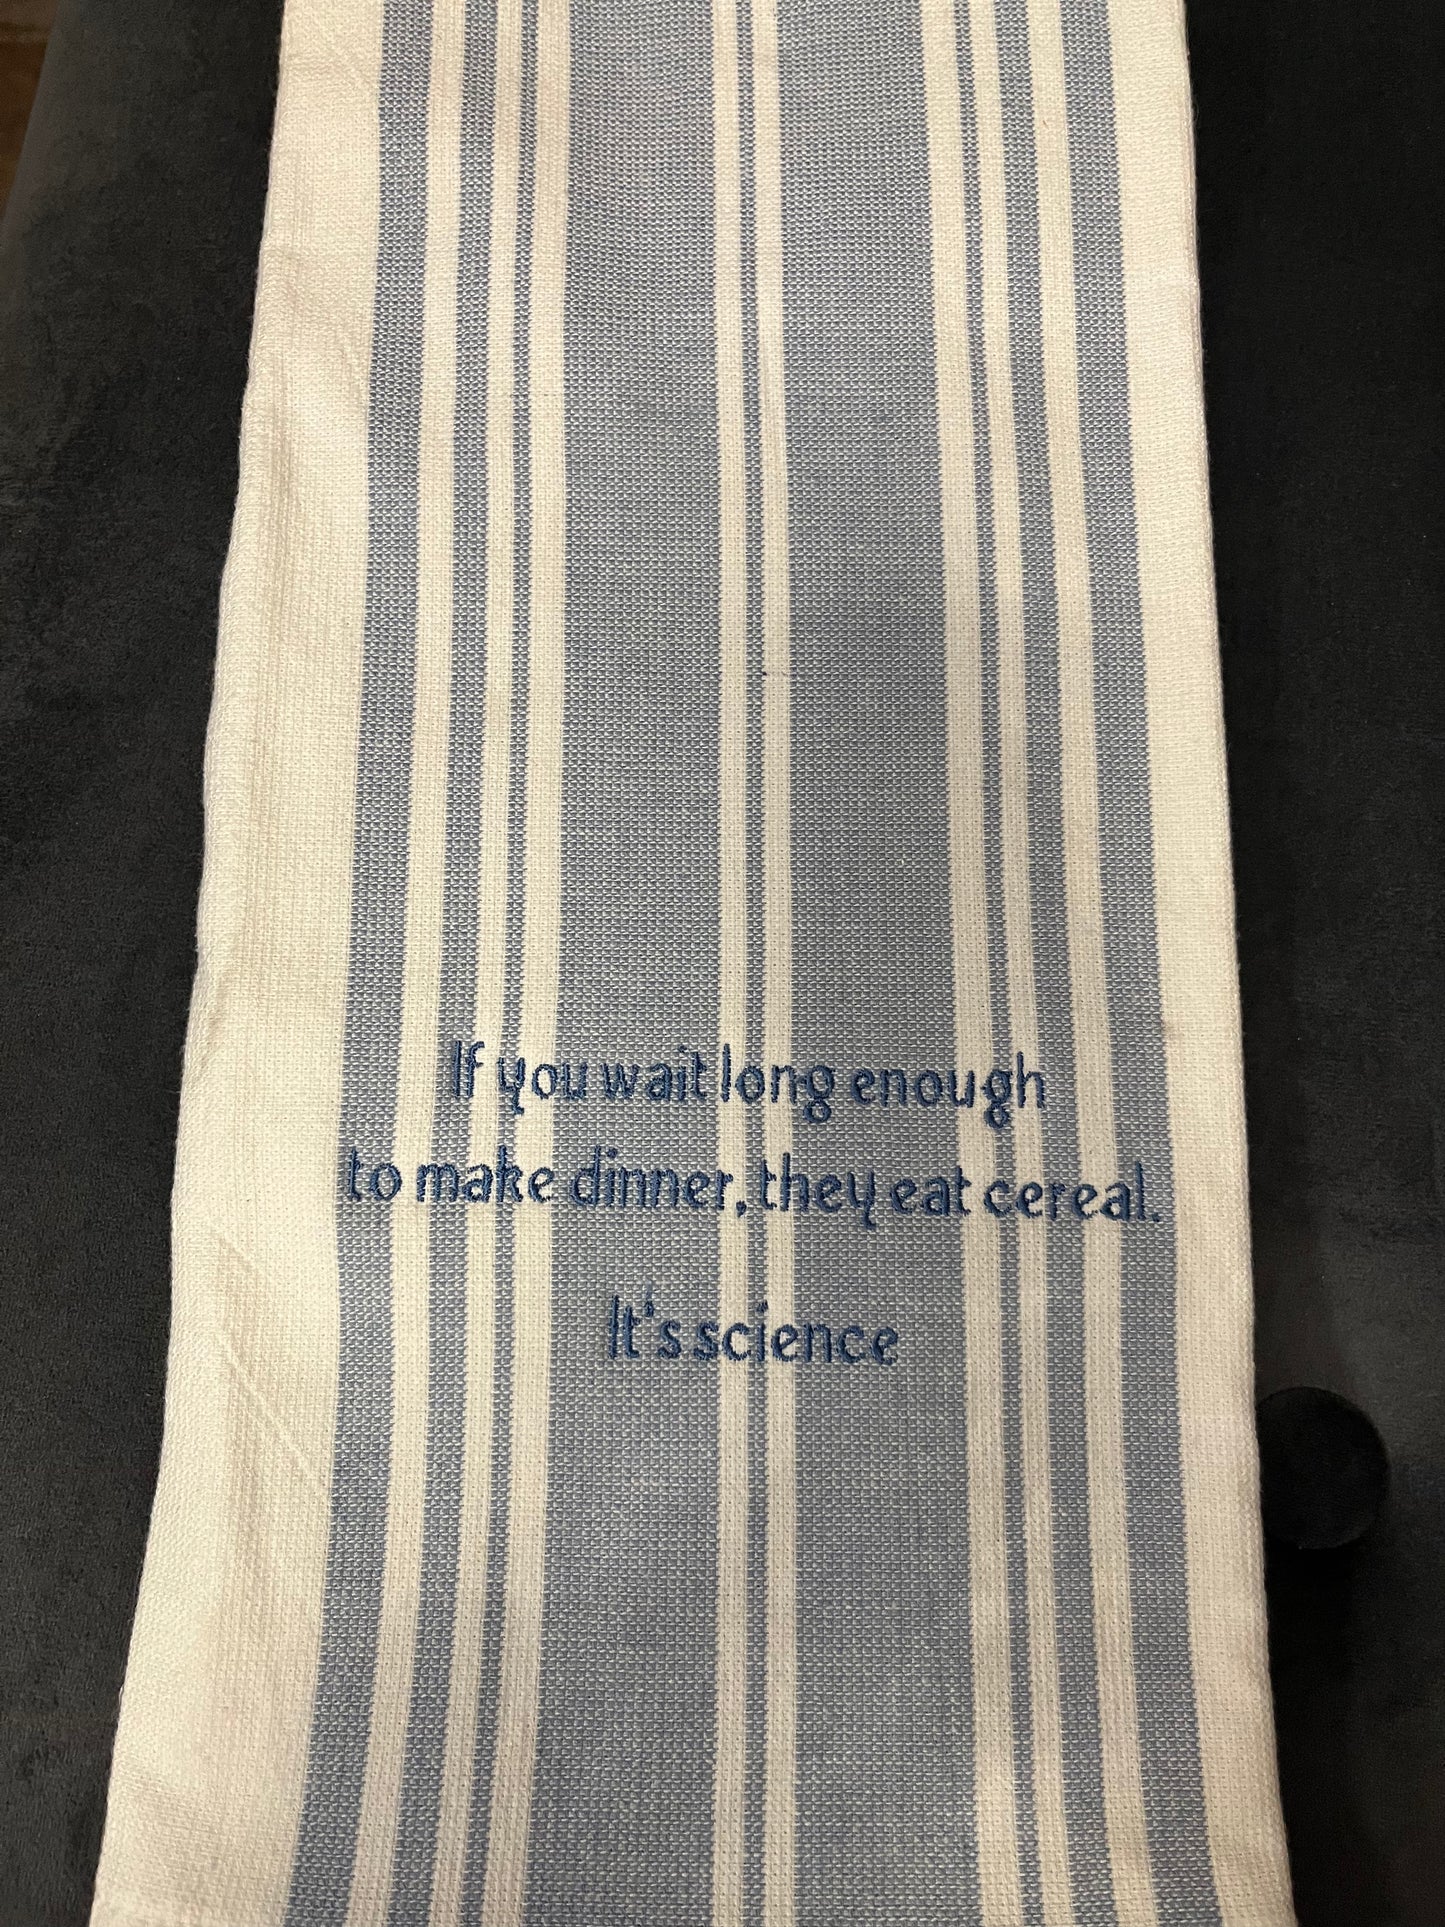 If you wait long enough
to make dinner, they eat cereal.
It's science